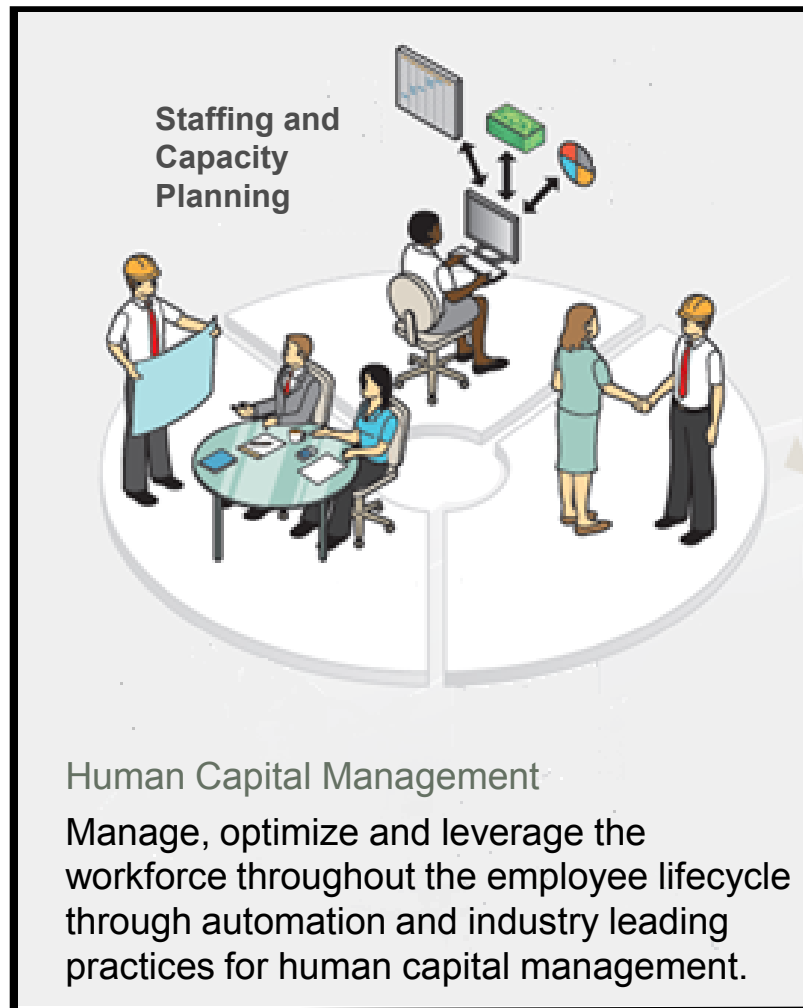 Staffing and
Capacity
Planning
Human Capital Management
Manage, optimize and leverage the
workforce throughout the employee lifecycle
through automation and industry leading
practices for human capital management.